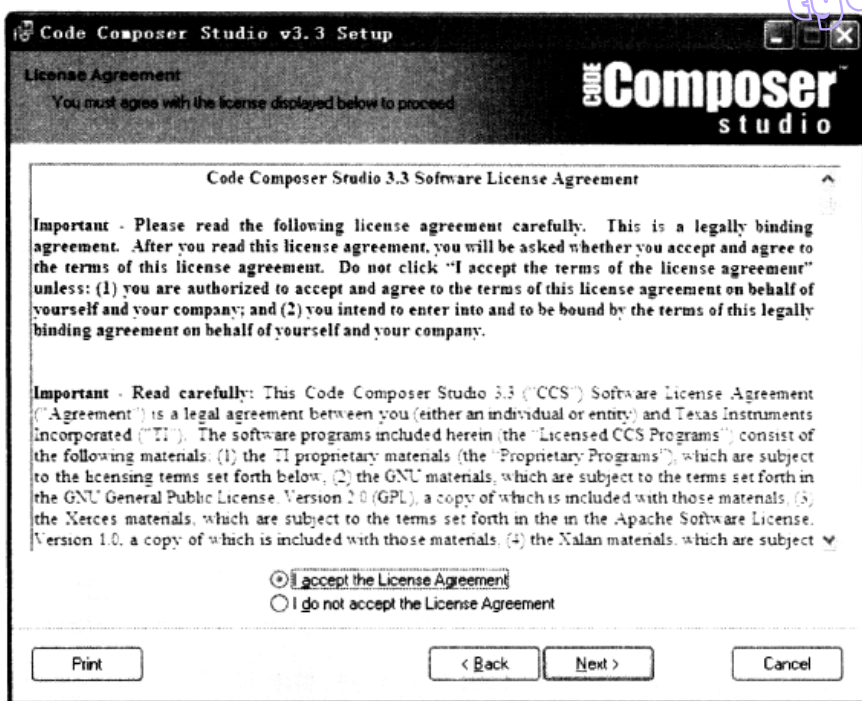 Code Composer Studio v3.3 Setup
License Agreement
You must agree with the license displayed below to proceed
CODE
Composer™
studio
Code Composer Studio 3.3 Software License Agreement
Important - Please read the following license agreement carefully. This is a legally binding
agreement. After you read this license agreement, you will be asked whether you accept and agree to
the terms of this license agreement. Do not click “I accept the terms of the license agreement”
unless: (1) you are authorized to accept and agree to the terms of this license agreement on behalf of
yourself and your company; and (2) you intend to enter into and to be bound by the terms of this legally
binding agreement on behalf of yourself and your company.
Important - Read carefully: This Code Composer Studio 3.3 ("CCS") Software License Agreement
("Agreement") is a legal agreement between you (either an individual or entity) and Texas Instruments
Incorporated ("TI"). The software programs included herein (the "Licensed CCS Programs") consist of
the following materials: (1) the TI proprietary materials (the "Proprietary Programs"), which are subject
to the licensing terms set forth below, (2) the GNU materials, which are subject to the terms set forth in
the GNU General Public License, Version 2.0 (GPL), a copy of which is included with those materials, (3)
the Xerces materials, which are subject to the terms set forth in the in the Apache Software License,
Version 1.0, a copy of which is included with those materials, (4) the Xalan materials, which are subject
I accept the License Agreement
I do not accept the License Agreement
Print
< Back
Next >
Cancel